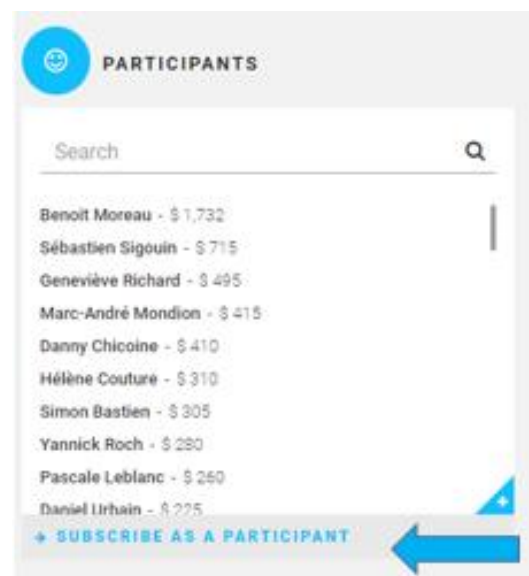 PARTICIPANTS
Search
Benoit Moreau - $ 1,732
Sébastien Sigouin - $ 715
Geneviève Richard - $ 495
Marc-André Mondion - $ 415
Danny Chicoine - $ 410
Hélène Couture - $ 310
Simon Bastien - $ 305
Yannick Roch - $ 280
Pascale Leblanc - $ 260
Daniel Urbain - $ 225
→ SUBSCRIBE AS A PARTICIPANT